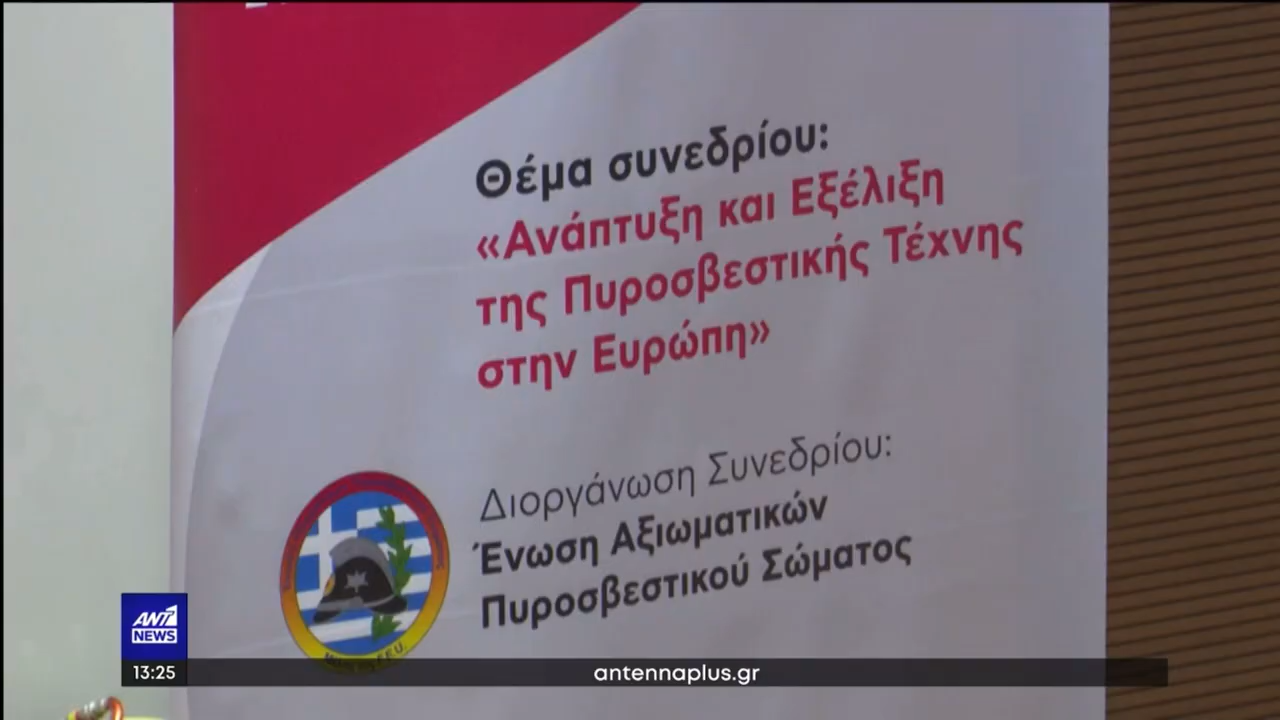 Θέμα συνεδρίου:
«Ανάπτυξη και Εξέλιξη
της Πυροσβεστικής Τέχνης
στην Ευρώπη»
Διοργάνωση Συνεδρίου:
Ένωση Αξιωματικών
Πυροσβεστικού Σώματος
ANT1
NEWS
13:25
antennaplus.gr